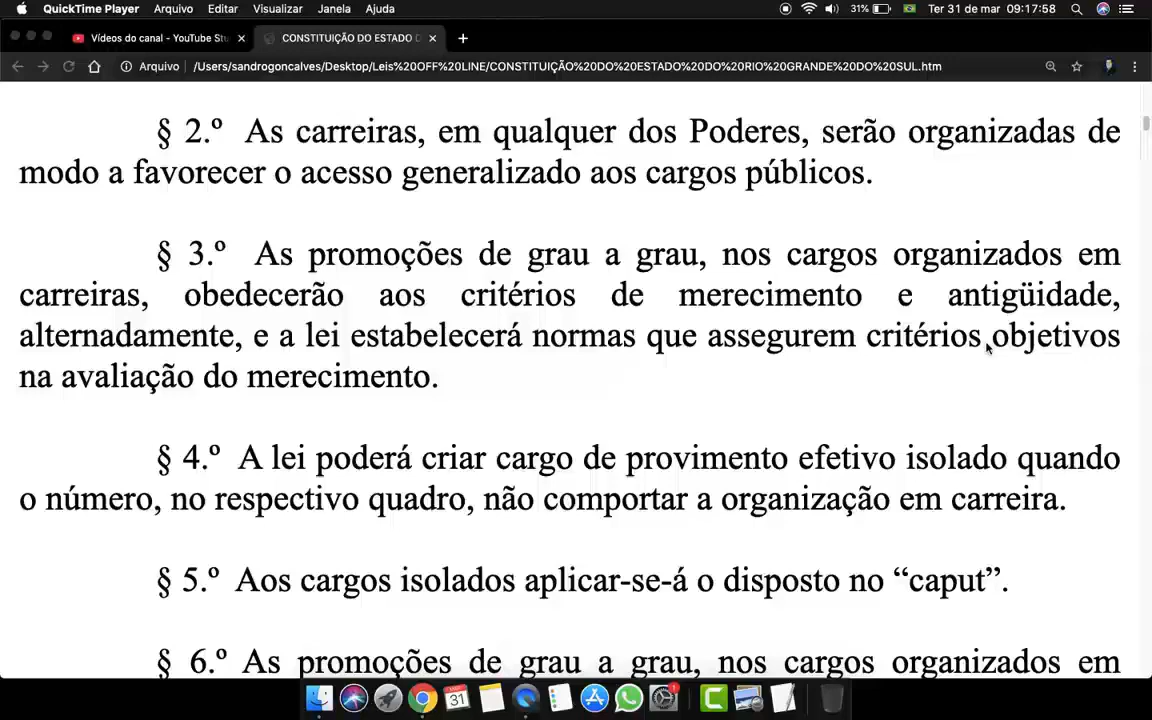 QuickTime Player Arquivo Editar Visualizar Janela Ajuda 31% Ter 31 de mar 09:17:58
Vídeos do canal - YouTube Stu × CONSTITUIÇÃO DO ESTADO D × +
Arquivo | /Users/sandrogoncalves/Desktop/Leis%20OFF%20LINE/CONSTITUIÇÃO%20DO%20ESTADO%20DO%20RIO%20GRANDE%20DO%20SUL.htm
§ 2.º As carreiras, em qualquer dos Poderes, serão organizadas de
modo a favorecer o acesso generalizado aos cargos públicos.
§ 3.º As promoções de grau a grau, nos cargos organizados em
carreiras, obedecerão aos critérios de merecimento e antigüidade,
alternadamente, e a lei estabelecerá normas que assegurem critérios objetivos
na avaliação do merecimento.
§ 4.º A lei poderá criar cargo de provimento efetivo isolado quando
o número, no respectivo quadro, não comportar a organização em carreira.
§ 5.º Aos cargos isolados aplicar-se-á o disposto no “caput”.
§ 6.º As promoções de grau a grau, nos cargos organizados em
31